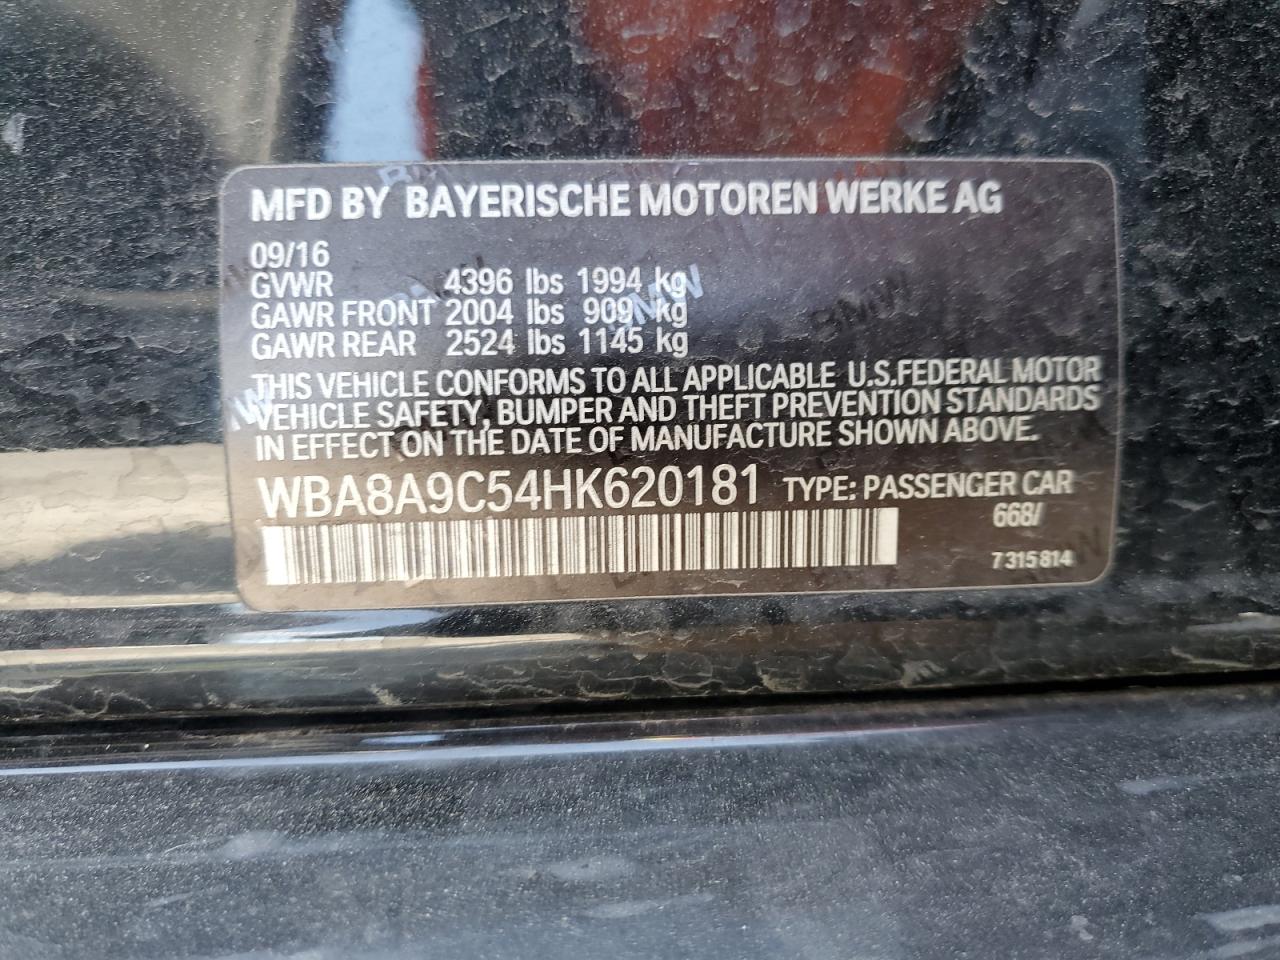 MFD BY BAYERISCHE MOTOREN WERKE AG
09/16
GVWR 4396 lbs 1994 kg
GAWR FRONT 2004 lbs 909 kg
GAWR REAR 2524 lbs 1145 kg
THIS VEHICLE CONFORMS TO ALL APPLICABLE U.S.FEDERAL MOTOR
VEHICLE SAFETY, BUMPER AND THEFT PREVENTION STANDARDS
IN EFFECT ON THE DATE OF MANUFACTURE SHOWN ABOVE.
WBA8A9C54HK620181 TYPE: PASSENGER CAR
668/
7 315 814